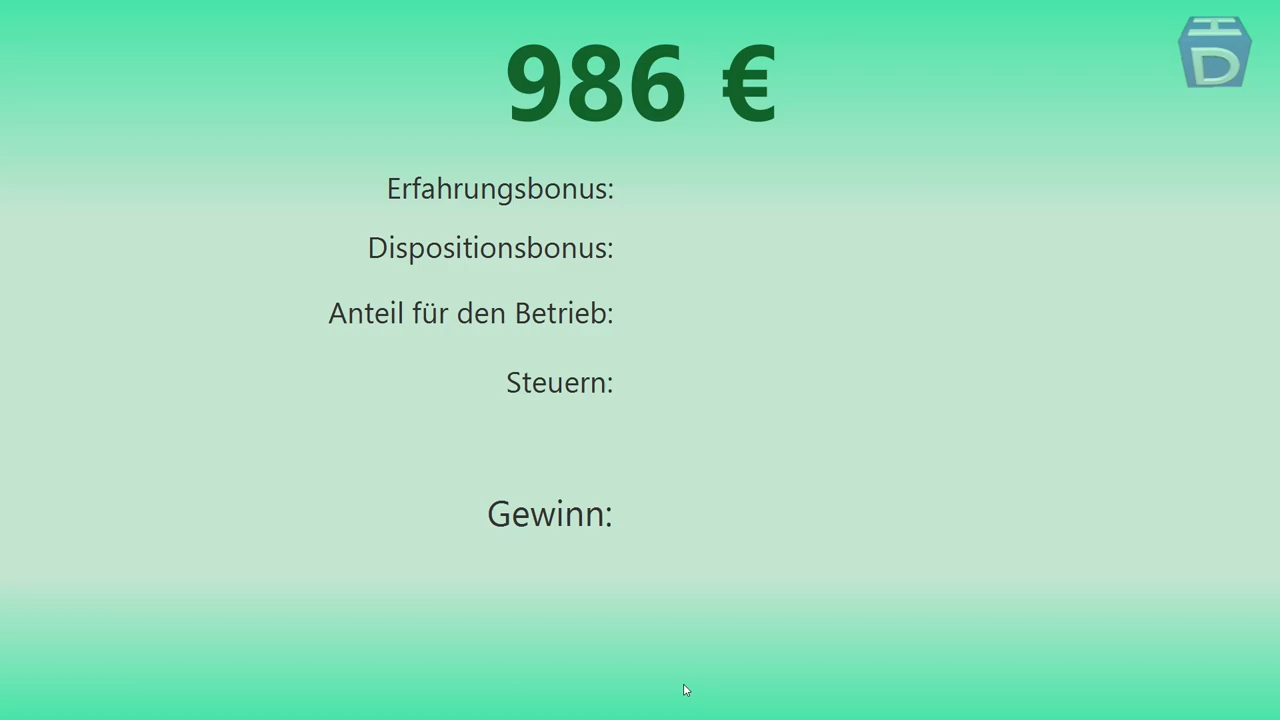 986 €
Erfahrungsbonus:
Dispositionsbonus:
Anteil für den Betrieb:
Steuern:
Gewinn: